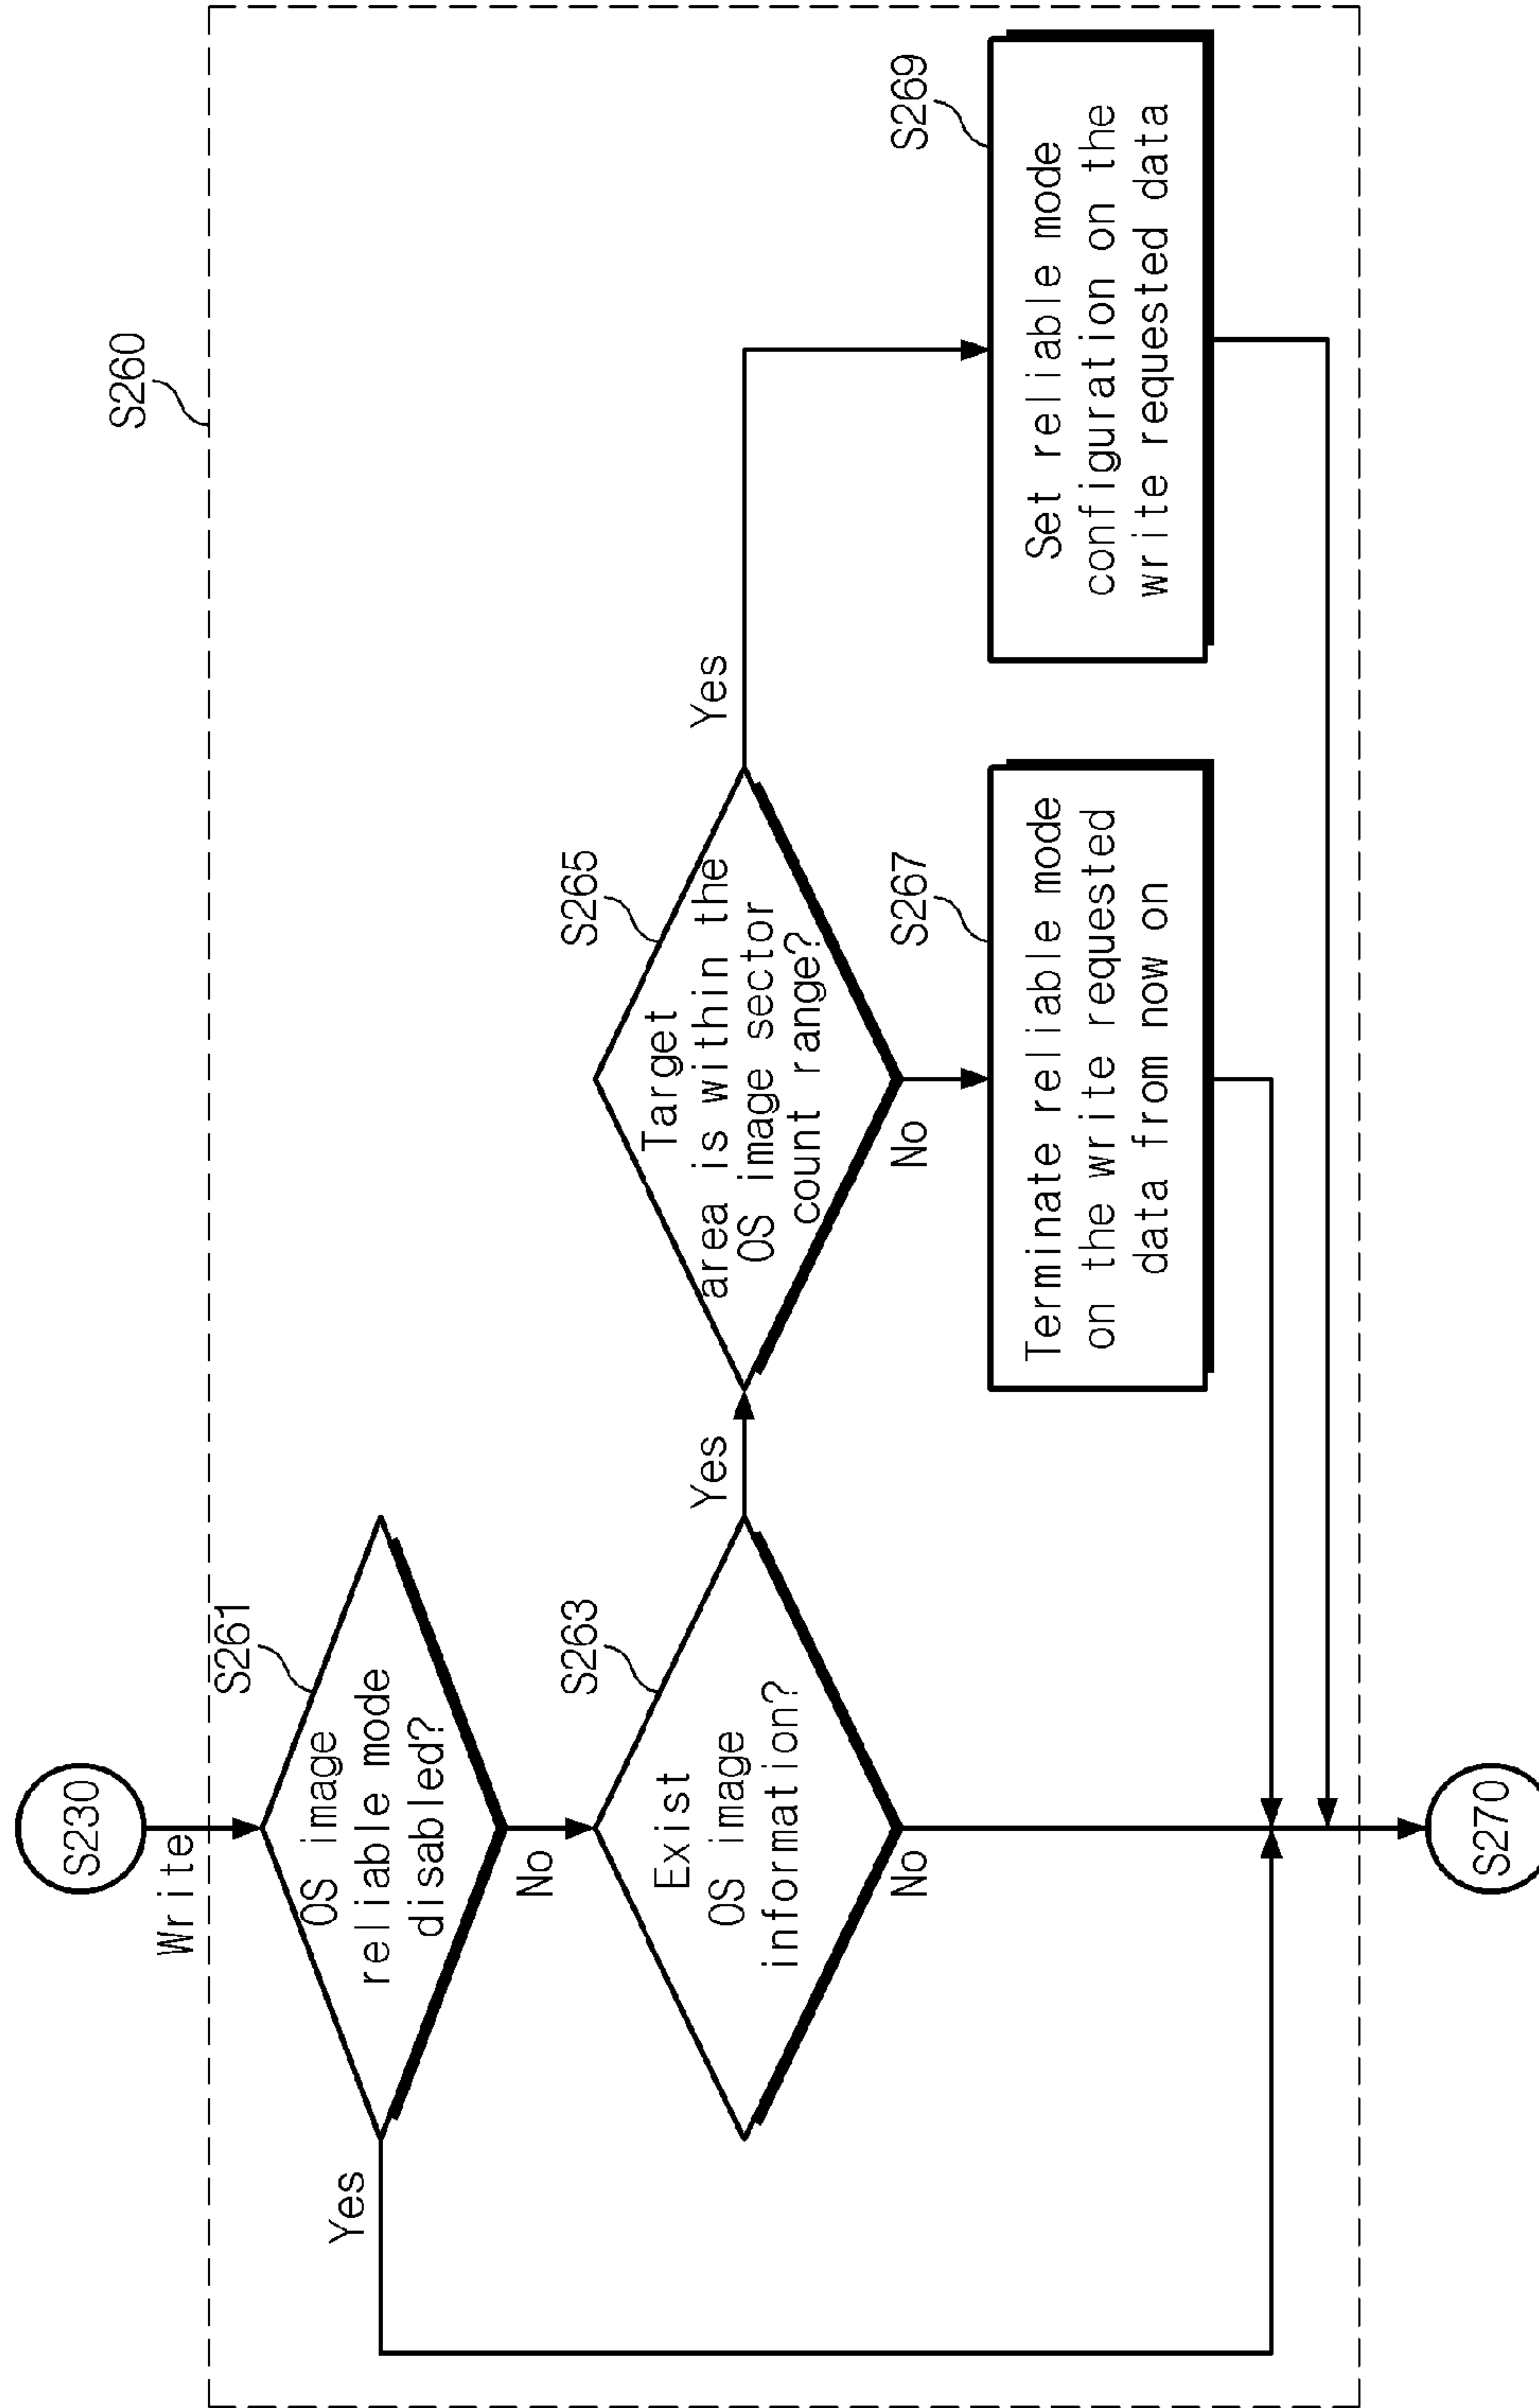 S230
Write
S260
S261
OS image
reliable mode
disabled?
Yes
No
S263
Exist
OS image
information?
Yes
No
S265
Target
area is within the
OS image sector
count range?
Yes
No
S267
Terminate reliable mode
on the write requested
data from now on
S269
Set reliable mode
configuration on the
write requested data
S270